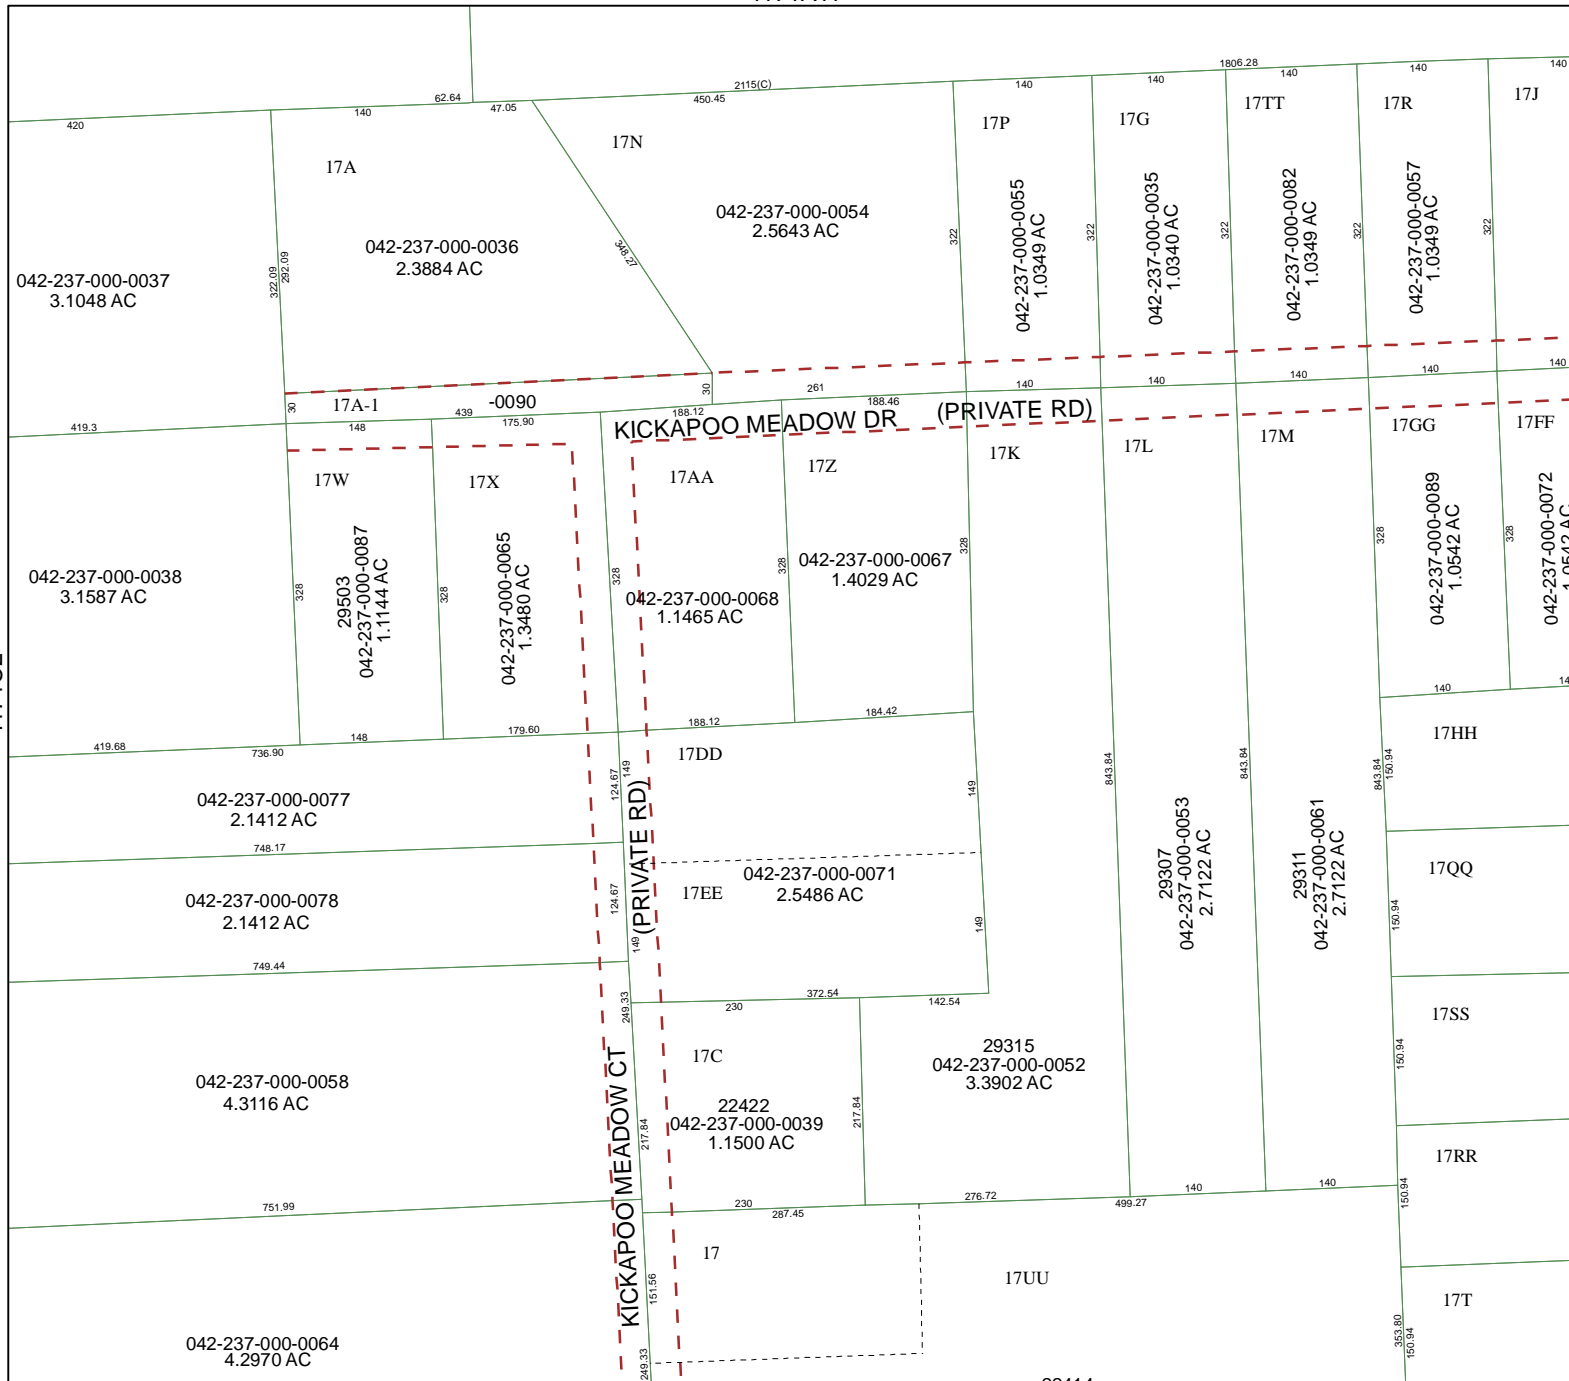 1806.28
2115(C)
62.64
47.05
450.45
140
140
140
140
140
420
140
17A
17N
17P
17G
17TT
17R
17J
042-237-000-0037
3.1048 AC
322.09
292.09
042-237-000-0036
2.3884 AC
348.27
042-237-000-0054
2.5643 AC
322
042-237-000-0055
1.0349 AC
322
042-237-000-0035
1.0340 AC
322
042-237-000-0082
1.0349 AC
322
042-237-000-0057
1.0349 AC
322
30
17A-1
-0090
30
261
140
140
140
140
140
419.3
148
439
175.90
188.12
188.46
KICKAPOO MEADOW DR
(PRIVATE RD)
17W
17X
17AA
17Z
17K
17L
17M
17GG
17FF
042-237-000-0038
3.1587 AC
328
29503
042-237-000-0087
1.1144 AC
328
042-237-000-0065
1.3480 AC
328
042-237-000-0068
1.1465 AC
328
042-237-000-0067
1.4029 AC
328
328
042-237-000-0089
1.0542 AC
328
042-237-000-0072
1.0542 AC
419.68
736.90
148
179.60
188.12
184.42
140
17DD
17HH
042-237-000-0077
2.1412 AC
124.67
149
149
843.84
843.84
843.84
150.94
748.17
(PRIVATE RD)
042-237-000-0078
2.1412 AC
124.67
149
17EE
042-237-000-0071
2.5486 AC
149
29307
042-237-000-0053
2.7122 AC
29311
042-237-000-0061
2.7122 AC
17QQ
150.94
749.44
249.33
230
372.54
142.54
17SS
150.94
042-237-000-0058
4.3116 AC
KICKAPOO MEADOW CT
17C
22422
042-237-000-0039
1.1500 AC
217.84
217.84
29315
042-237-000-0052
3.3902 AC
17RR
150.94
751.99
230
287.45
276.72
499.27
140
140
17
17UU
17T
151.56
042-237-000-0064
4.2970 AC
249.33
353.80
150.94